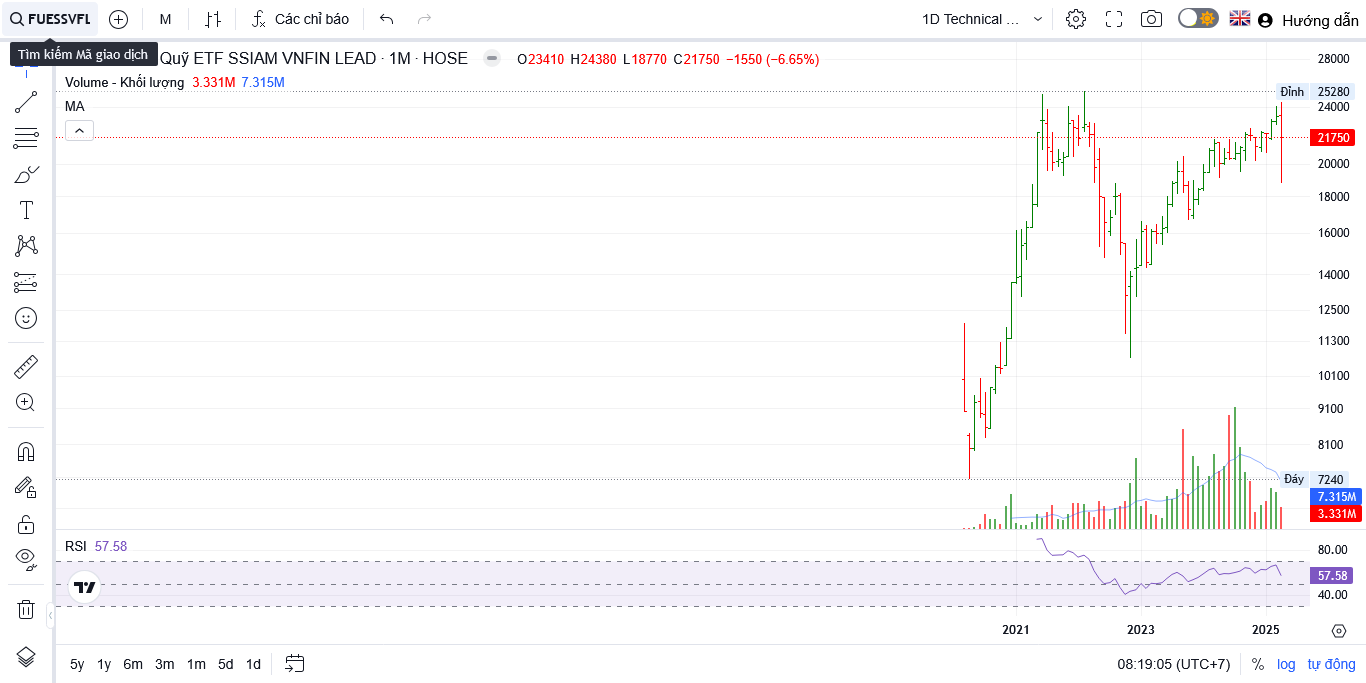 FUESSVFL
M
Các chỉ báo
1D Technical ...
Hướng dẫn
Tìm kiếm Mã giao dịch
Quỹ ETF SSIAM VNFIN LEAD · 1M · HOSE
O23410 H24380 L18770 C21750 −1550 (−6.65%)
Volume - Khối lượng 3.331M 7.315M
MA
28000
Đỉnh 25280
24000
21750
20000
18000
16000
14000
12500
11300
10100
9100
8100
Đáy 7240
7.315M
3.331M
RSI 57.58
80.00
57.58
40.00
2021 2023 2025
5y 1y 6m 3m 1m 5d 1d
08:19:05 (UTC+7) % log tự động